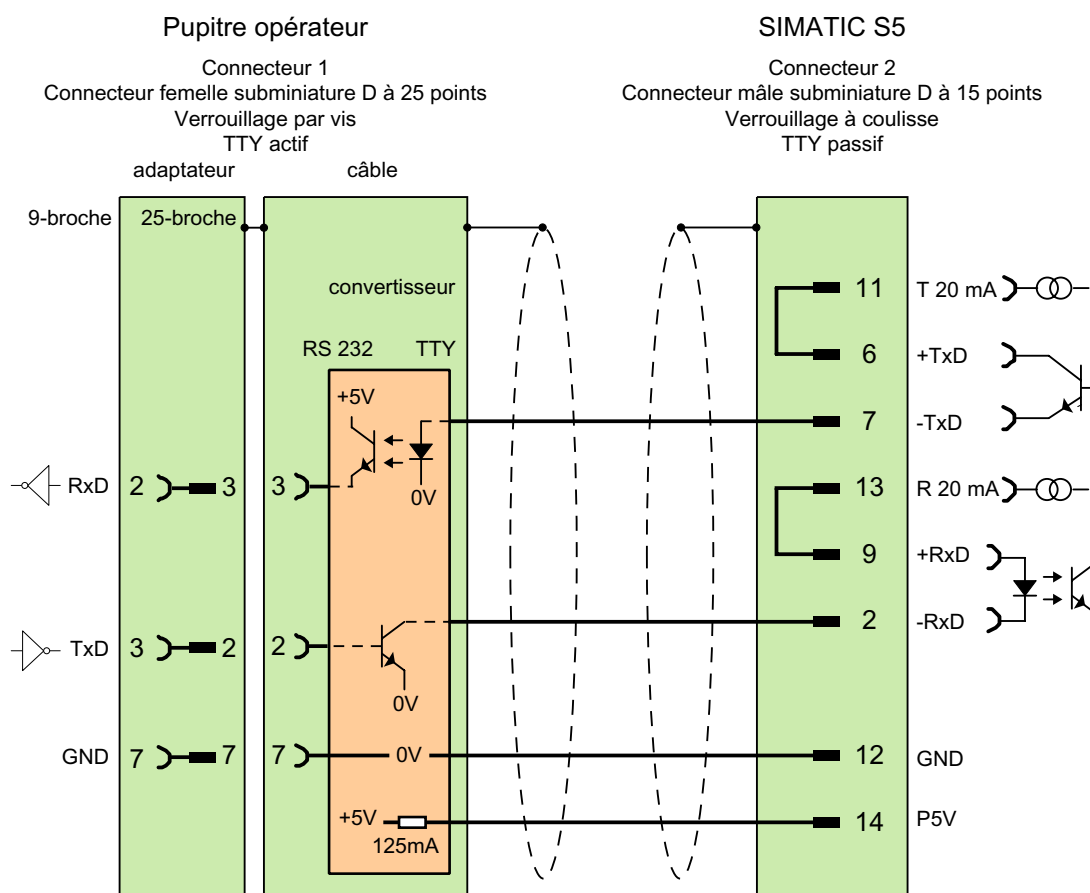 Pupitre opérateur
SIMATIC S5
Connecteur 1
Connecteur femelle subminiature D à 25 points
Verrouillage par vis
TTY actif
Connecteur 2
Connecteur mâle subminiature D à 15 points
Verrouillage à coulisse
TTY passif
adaptateur
câble
9-broche
25-broche
convertisseur
RS 232
TTY
+5V
0V
RxD
2
3
3
TxD
3
2
2
0V
GND
7
7
7
0V
+5V
125mA
11
T 20 mA
6
+TxD
7
-TxD
13
R 20 mA
9
+RxD
2
-RxD
12
GND
14
P5V